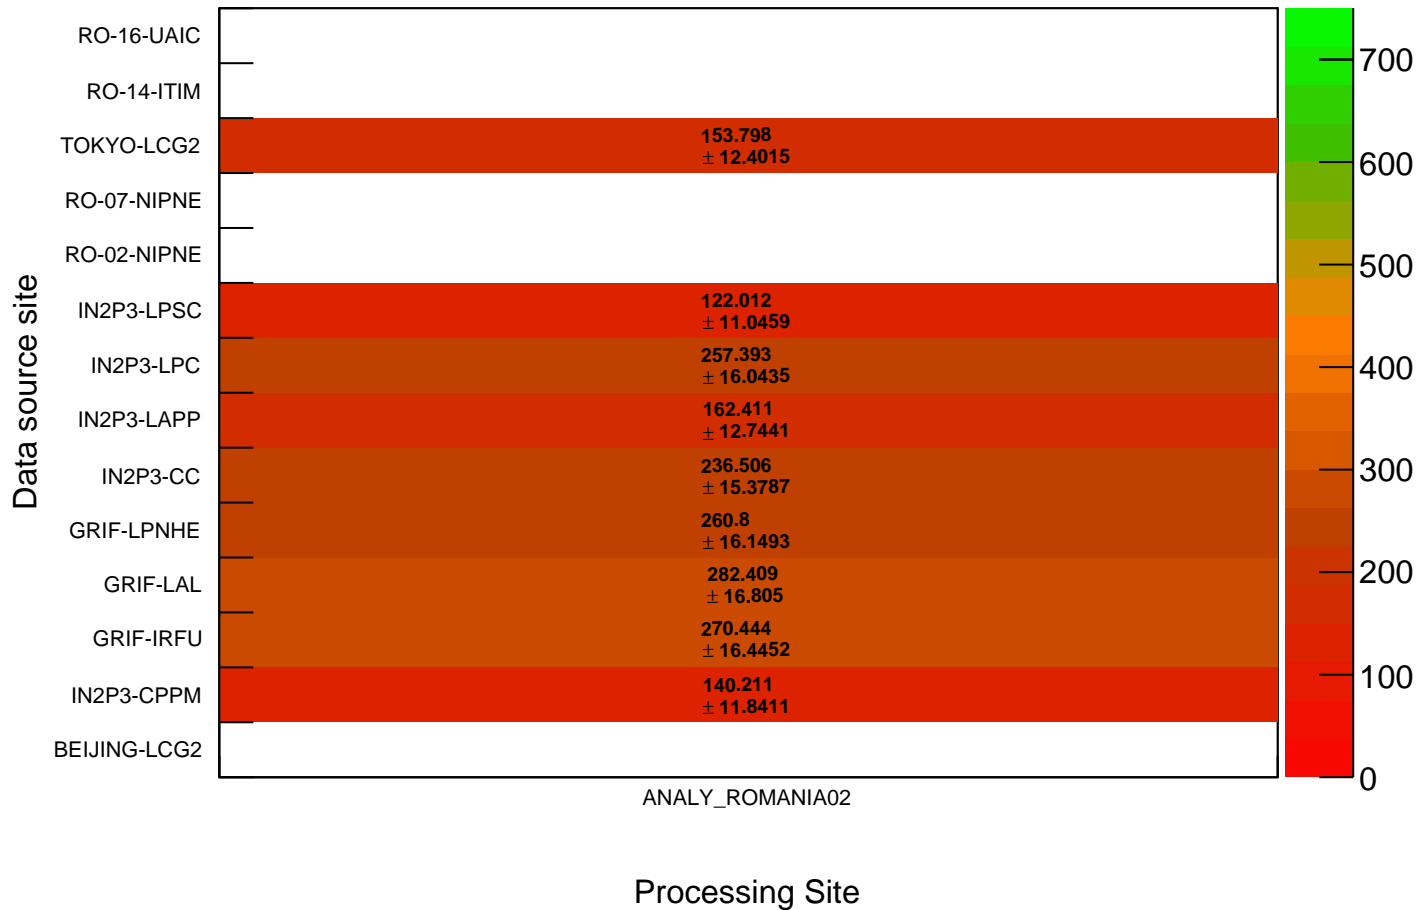 RO-16-UAIC
RO-14-ITIM
TOKYO-LCG2
153.798
± 12.4015
RO-07-NIPNE
RO-02-NIPNE
IN2P3-LPSC
122.012
± 11.0459
IN2P3-LPC
257.393
± 16.0435
IN2P3-LAPP
162.411
± 12.7441
IN2P3-CC
236.506
± 15.3787
GRIF-LPNHE
260.8
± 16.1493
GRIF-LAL
282.409
± 16.805
GRIF-IRFU
270.444
± 16.4452
IN2P3-CPPM
140.211
± 11.8411
BEIJING-LCG2
Data source site
ANALY_ROMANIA02
Processing Site
700
600
500
400
300
200
100
0